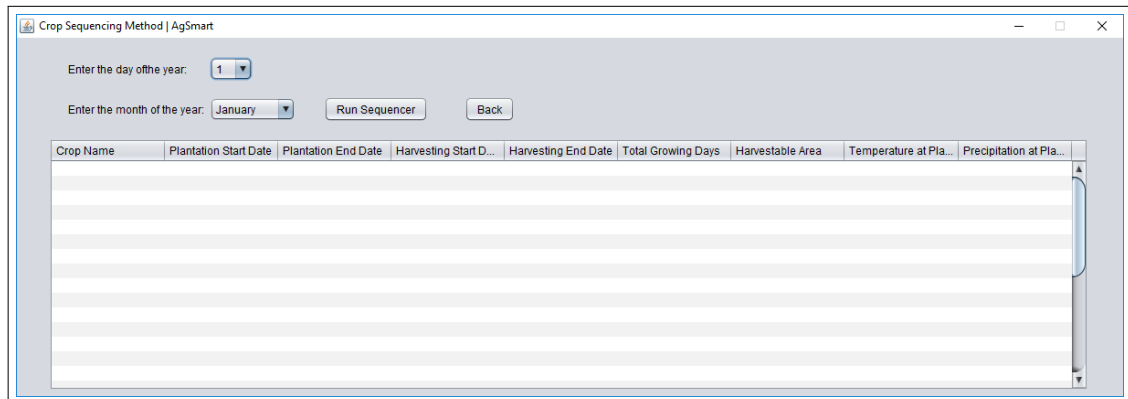 Crop Sequencing Method | AgSmart
Enter the day ofthe year: 1
Enter the month of the year: January Run Sequencer Back
Crop Name Plantation Start Date Plantation End Date Harvesting Start D... Harvesting End Date Total Growing Days Harvestable Area Temperature at Pla... Precipitation at Pla...